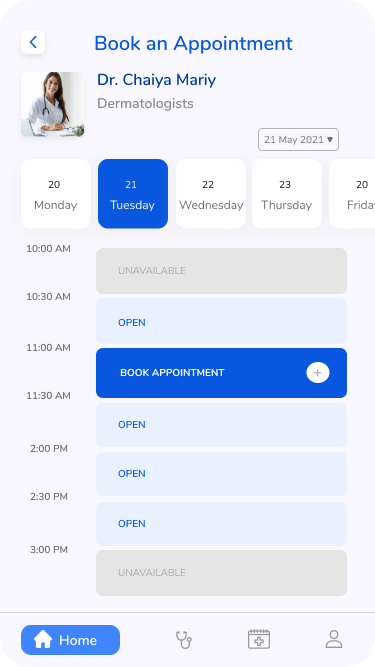 Book an Appointment
Dr. Chaiya Mariy
Dermatologists
21 May 2021
20 21 22 23 20
Monday Tuesday Wednesday Thursday Friday
10:00 AM
UNAVAILABLE
10:30 AM
OPEN
11:00 AM
BOOK APPOINTMENT
11:30 AM
OPEN
2:00 PM
OPEN
2:30 PM
OPEN
3:00 PM
UNAVAILABLE
Home